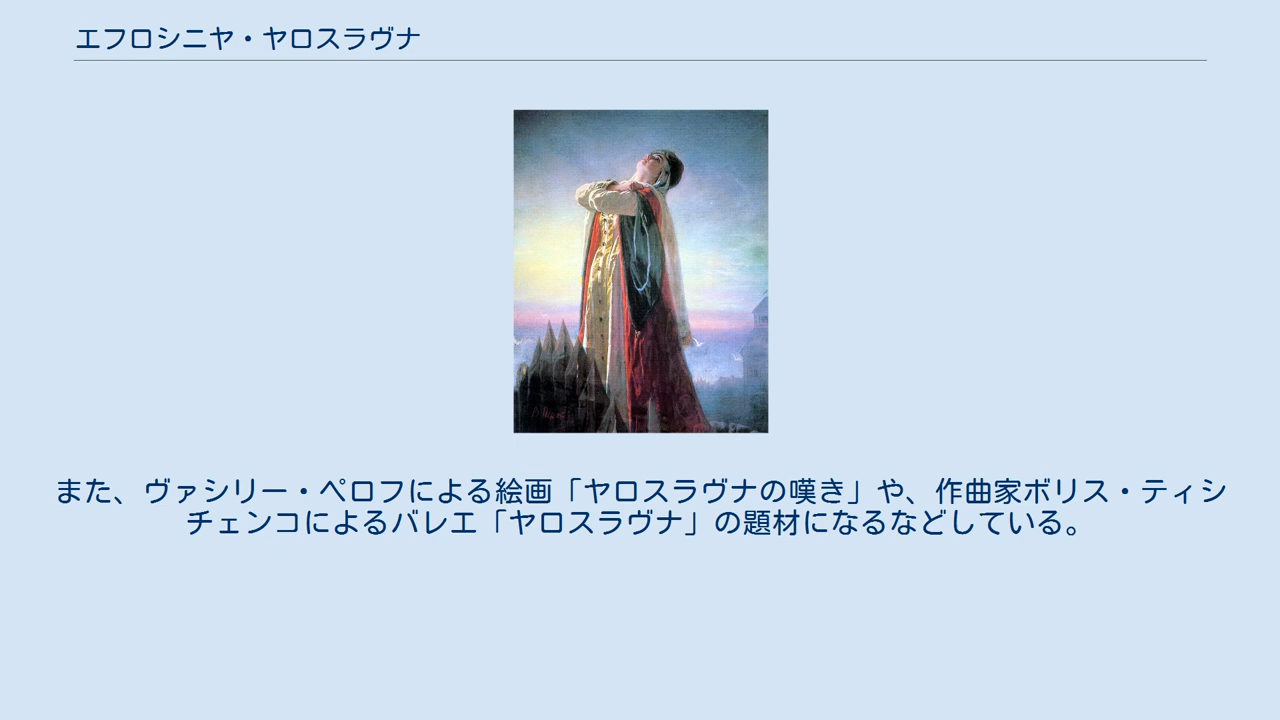 エフロシニヤ・ヤロスラヴナ
また、ヴァシリー・ペロフによる絵画「ヤロスラヴナの嘆き」や、作曲家ボリス・ティシ
チェンコによるバレエ「ヤロスラヴナ」の題材になるなどしている。